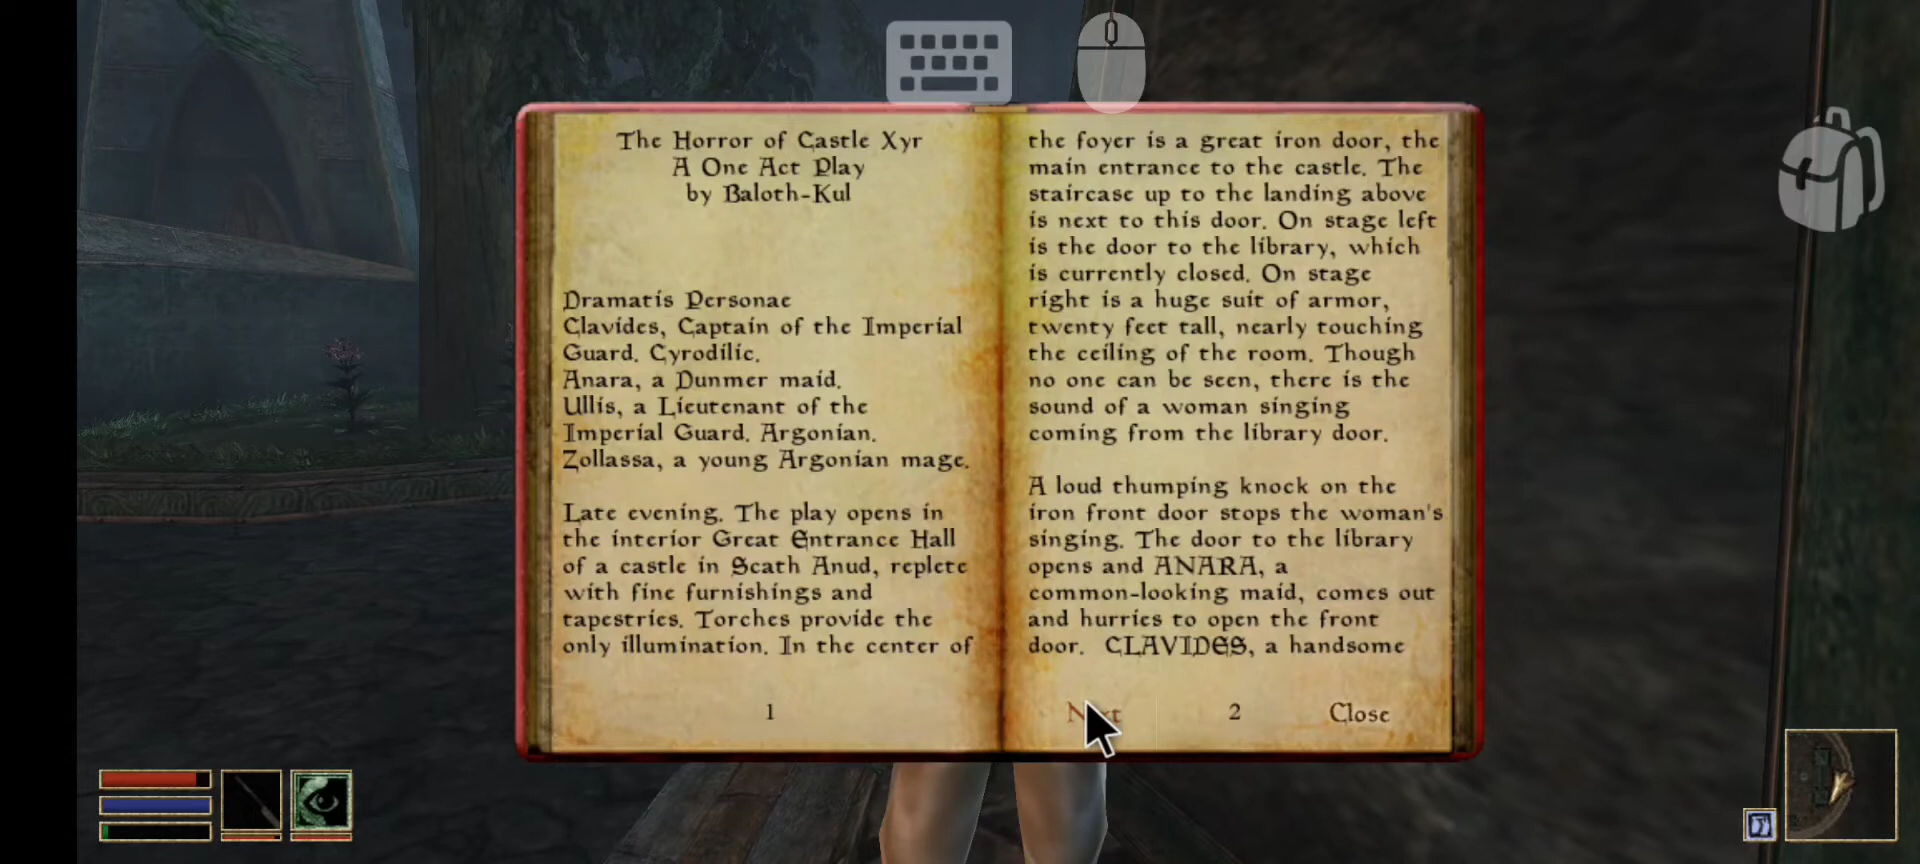 The Horror of Castle Xyr
A One Act Play
by Baloth-Kul
Dramatis Personae
Clavides, Captain of the Imperial
Guard. Cyrodilic.
Anara, a Dunmer maid.
Ullis, a Lieutenant of the
Imperial Guard. Argonian.
Zollassa, a young Argonian mage.
Late evening. The play opens in
the interior Great Entrance Hall
of a castle in Scath Anud, replete
with fine furnishings and
tapestries. Torches provide the
only illumination. In the center of
1
the foyer is a great iron door, the
main entrance to the castle. The
staircase up to the landing above
is next to this door. On stage left
is the door to the library, which
is currently closed. On stage
right is a huge suit of armor,
twenty feet tall, nearly touching
the ceiling of the room. Though
no one can be seen, there is the
sound of a woman singing
coming from the library door.
A loud thumping knock on the
iron front door stops the woman's
singing. The door to the library
opens and ANARA, a
common-looking maid, comes out
and hurries to open the front
door. CLAVIDES, a handsome
Next 2 Close